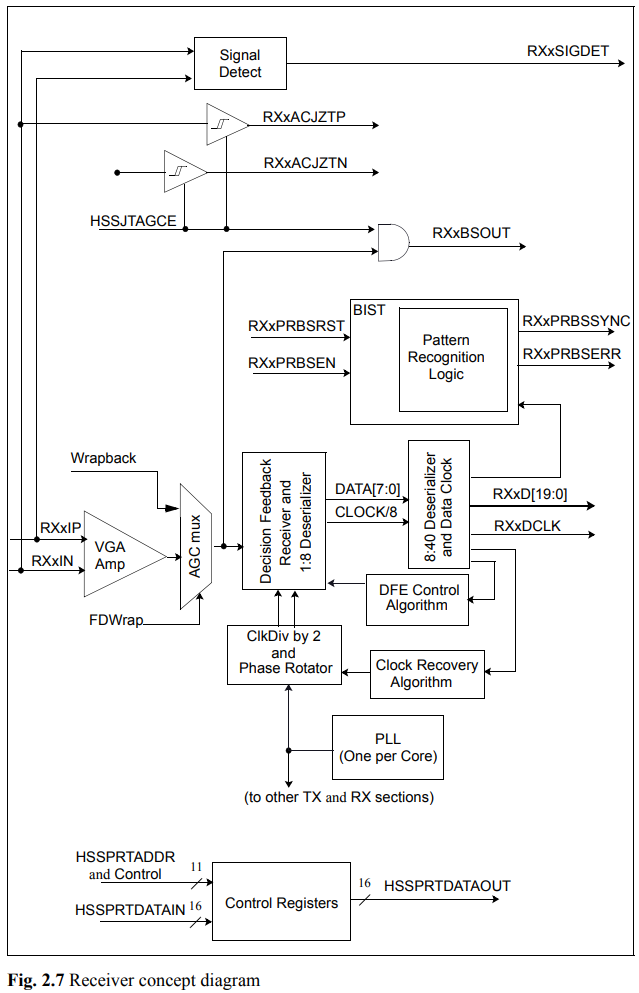 Signal
Detect
RXxSIGDET
RXxACJZTP
RXxACJZTN
HSSJTAGCE
RXxBSOUT
BIST
RXxPRBSRST
RXxPRBSEN
Pattern
Recognition
Logic
RXxPRBSSYNC
RXxPRBSERR
Wrapback
RXxIP
RXxIN
VGA
Amp
AGC mux
FDWrap
Decision Feedback
Receiver and
1:8 Deserializer
DATA[7:0]
CLOCK/8
8:40 Deserializer
and Data Clock
RXxD[19:0]
RXxDCLK
DFE Control
Algorithm
ClkDiv by 2
and
Phase Rotator
Clock Recovery
Algorithm
PLL
(One per Core)
(to other TX and RX sections)
HSSPRTADDR
and Control
11
HSSPRTDATAIN 16
Control Registers
16
HSSPRTDATAOUT
Fig. 2.7 Receiver concept diagram